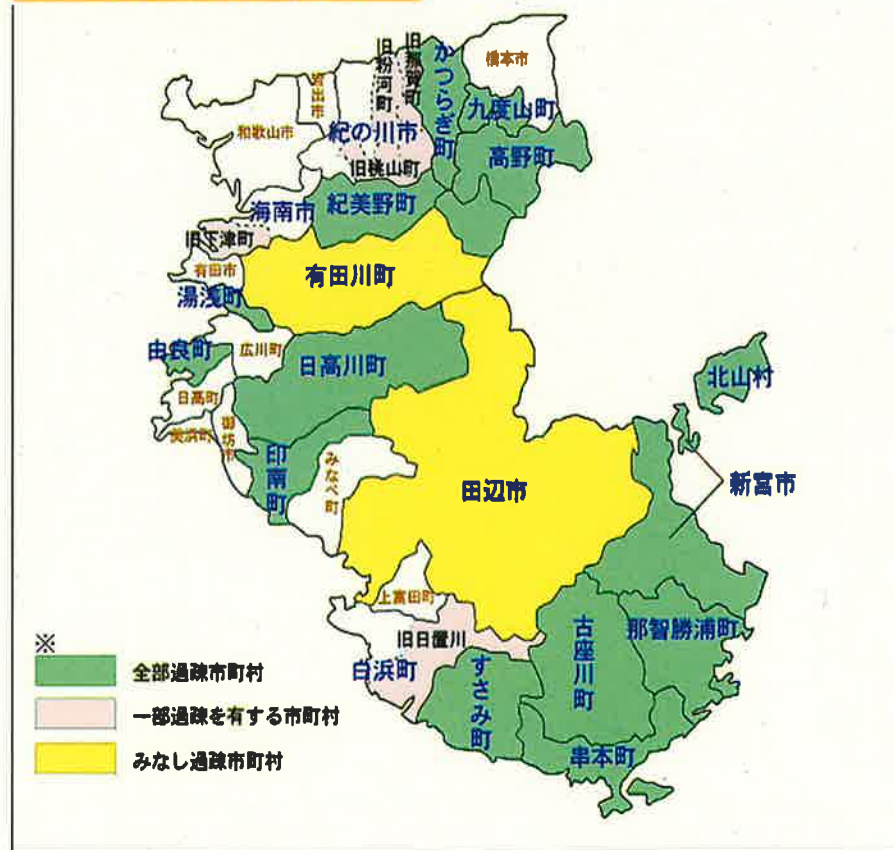 旧粉河町
旧那賀町
かつらぎ町
橋本市
岩出市
和歌山市
紀の川市
九度山町
高野町
旧桃山町
海南市
紀美野町
旧下津町
有田市
有田川町
湯浅町
由良町
広川町
日高川町
北山村
日高町
美浜町
御坊市
印南町
みなべ町
田辺市
新宮市
上富田町
旧日置川
白浜町
すさみ町
古座川町
那智勝浦町
串本町
※
全部過疎市町村
一部過疎を有する市町村
みなし過疎市町村